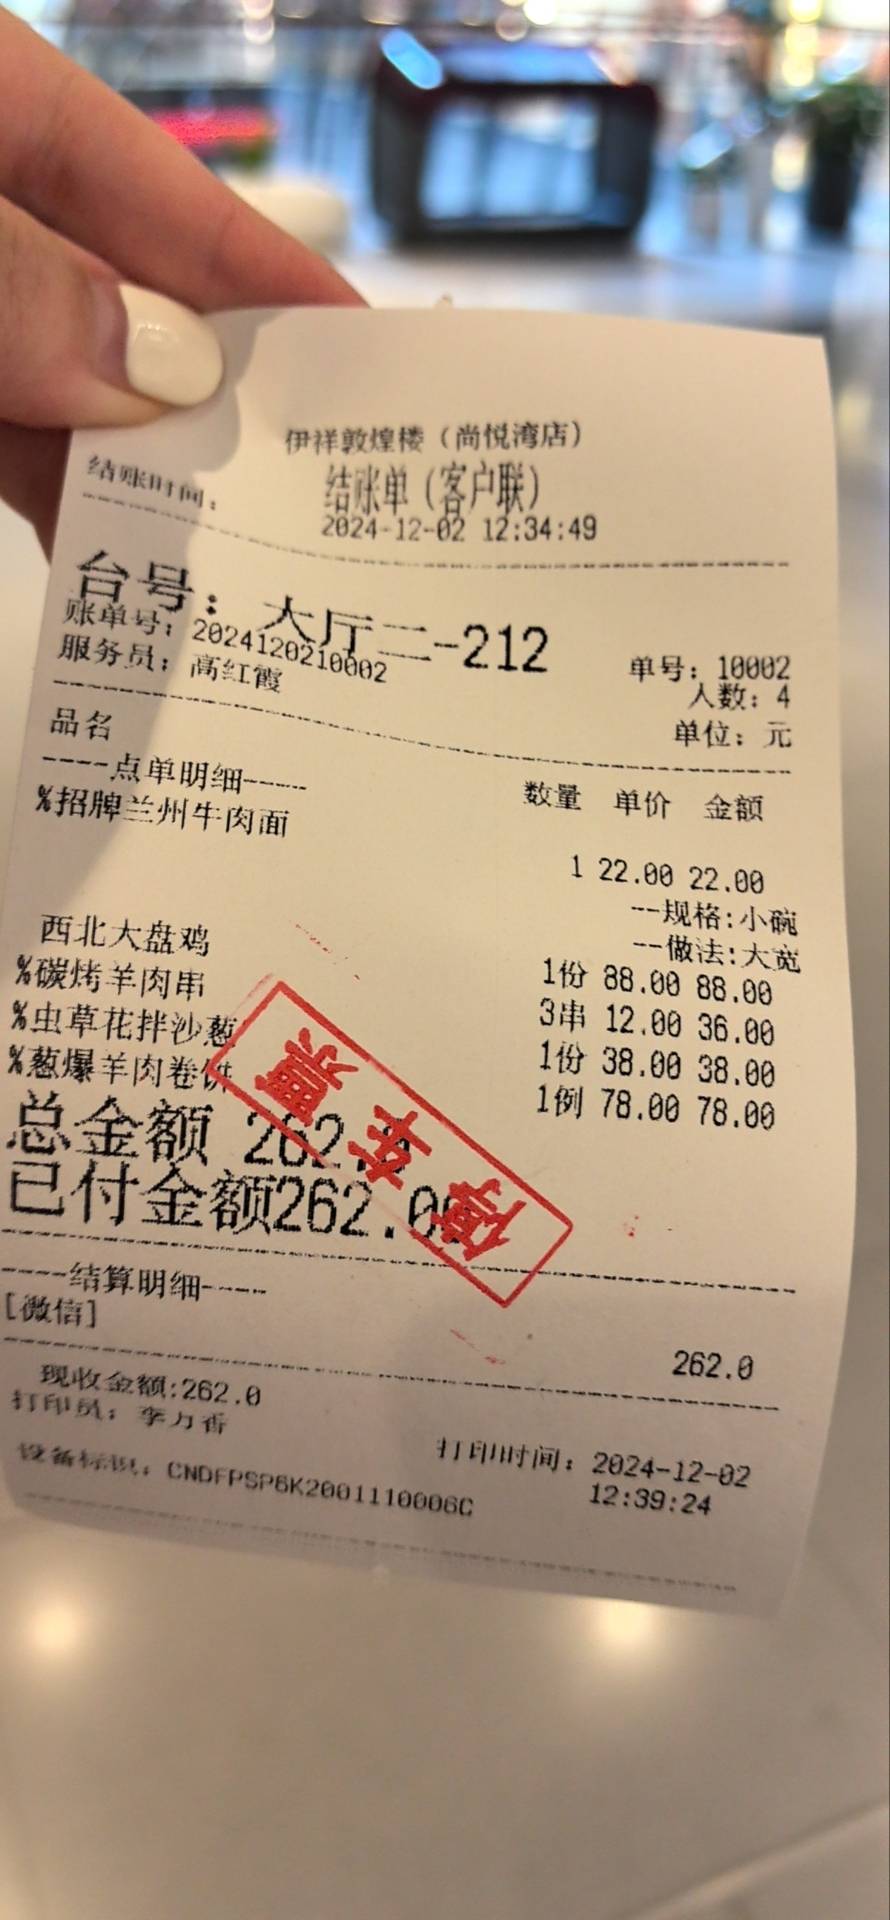 伊祥敦煌楼（尚悦湾店）
结账单（客户联）
结账时间： 2024-12-02 12:34:49
台号：大厅二-212
账单号：2024120210002 单号：10002
服务员：高红霞 人数：4
单位：元
品名 数量 单价 金额
----点单明细----
%招牌兰州牛肉面
1 22.00 22.00
--规格:小碗
--做法:大宽
西北大盘鸡 1份 88.00 88.00
%碳烤羊肉串 3串 12.00 36.00
%虫草花拌沙葱 1份 38.00 38.00
%葱爆羊肉卷饼 1例 78.00 78.00
总金额 262.0
已付金额262.00
停车票
----结算明细----
[微信] 262.0
现收金额:262.0
打印员：李万香 打印时间：2024-12-02
12:39:24
设备标识：CNDFPSP6K2001110006C